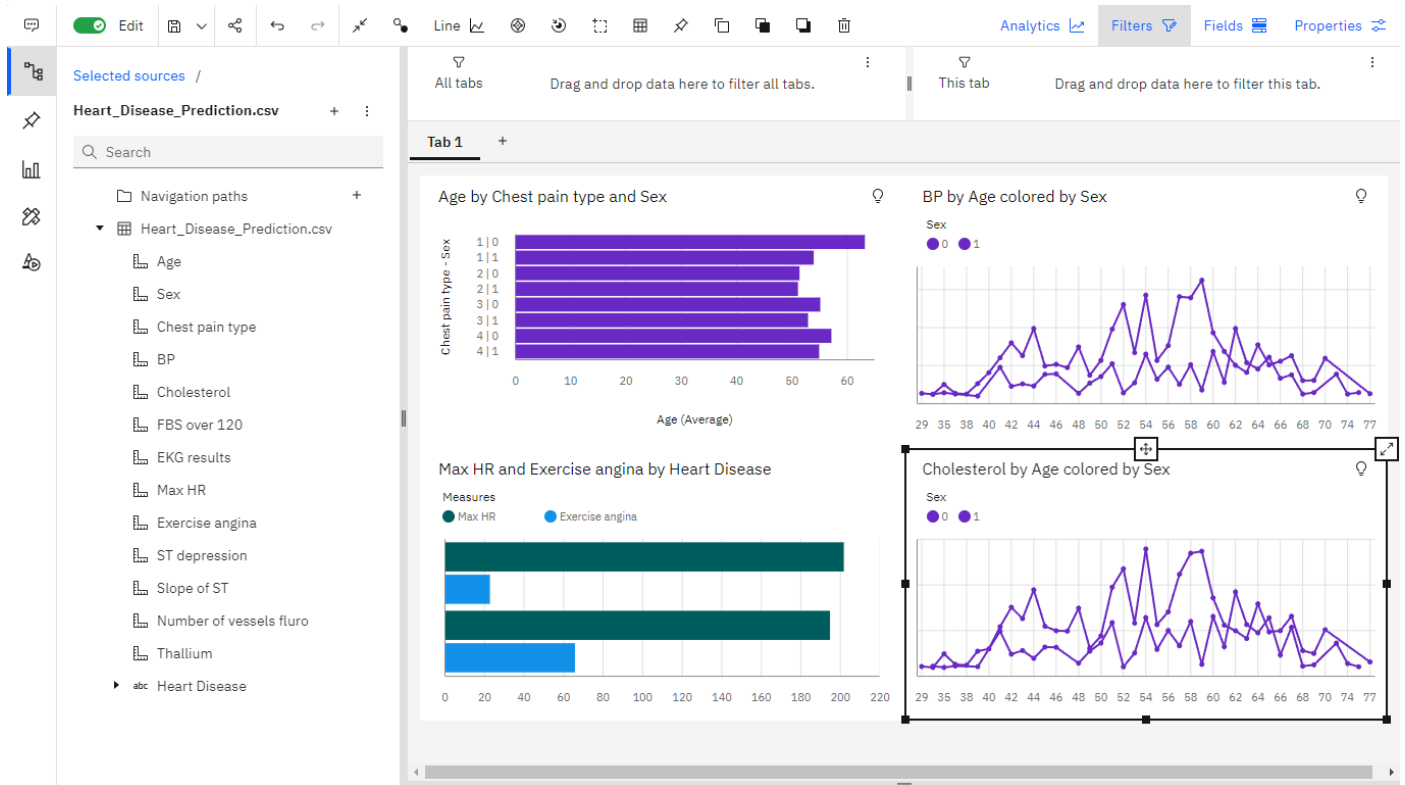 Edit
Line
Analytics
Filters
Fields
Properties
Selected sources /
Heart_Disease_Prediction.csv
Search
Navigation paths
Heart_Disease_Prediction.csv
Age
Sex
Chest pain type
BP
Cholesterol
FBS over 120
EKG results
Max HR
Exercise angina
ST depression
Slope of ST
Number of vessels fluro
Thallium
abc Heart Disease
All tabs
Drag and drop data here to filter all tabs.
This tab
Drag and drop data here to filter this tab.
Tab 1
Age by Chest pain type and Sex
Chest pain type - Sex
1|0
1|1
2|0
2|1
3|0
3|1
4|0
4|1
0 10 20 30 40 50 60
Age (Average)
BP by Age colored by Sex
Sex
0 1
29 35 38 40 42 44 46 48 50 52 54 56 58 60 62 64 66 68 70 74 77
Max HR and Exercise angina by Heart Disease
Measures
Max HR Exercise angina
0 20 40 60 80 100 120 140 160 180 200 220
Cholesterol by Age colored by Sex
Sex
0 1
29 35 38 40 42 44 46 48 50 52 54 56 58 60 62 64 66 68 70 74 77